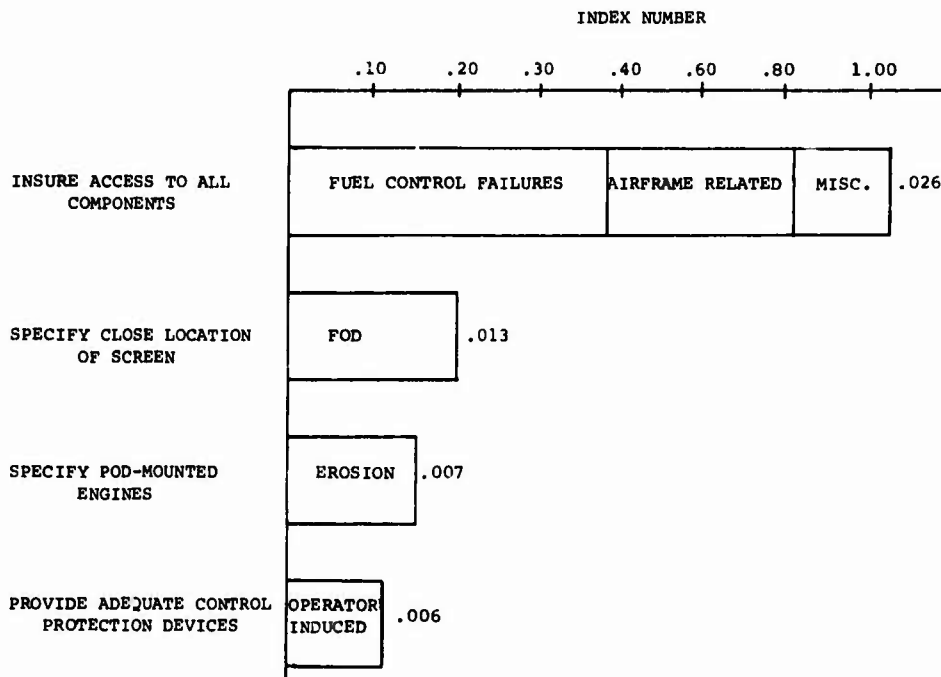 INDEX NUMBER
.10 .20 .30 .40 .60 .80 1.00
INSURE ACCESS TO ALL
COMPONENTS
FUEL CONTROL FAILURES
AIRFRAME RELATED
MISC.
.026
SPECIFY CLOSE LOCATION
OF SCREEN
FOD
.013
SPECIFY POD-MOUNTED
ENGINES
EROSION
.007
PROVIDE ADEQUATE CONTROL
PROTECTION DEVICES
OPERATOR
INDUCED
.006